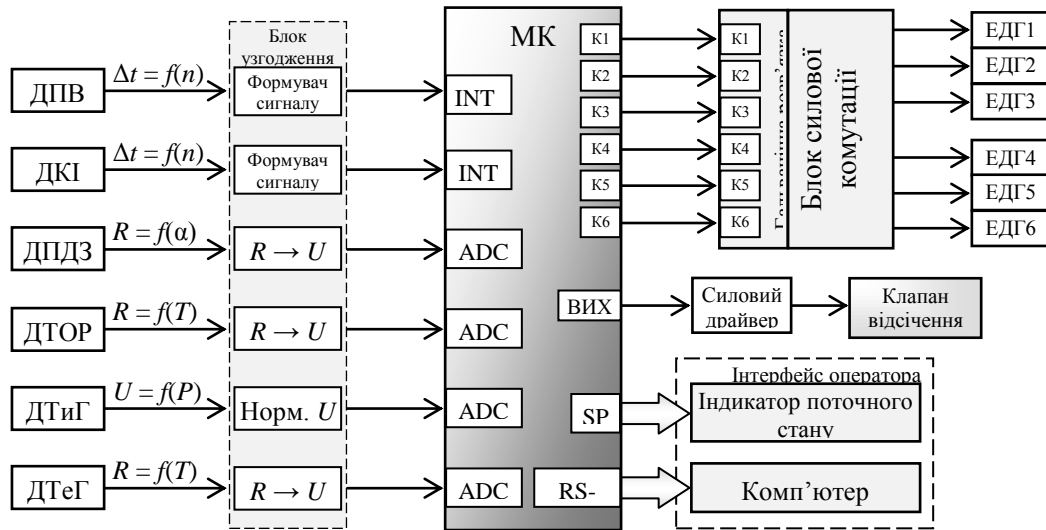 ДПВ
ДКІ
ДПДЗ
ДТОР
ДТиГ
ДТеГ
Δt = f(n)
Δt = f(n)
R = f(α)
R = f(T)
U = f(P)
R = f(T)
Блок
узгодження
Формувач
сигналу
Формувач
сигналу
R → U
R → U
Норм. U
R → U
МК
INT
INT
ADC
ADC
ADC
ADC
К1
К2
К3
К4
К5
К6
ВИХ
SP
RS-
К1
К2
К3
К4
К5
К6
Блок силової
комутації
ЕДГ1
ЕДГ2
ЕДГ3
ЕДГ4
ЕДГ5
ЕДГ6
Силовий
драйвер
Клапан
відсічення
Інтерфейс оператора
Індикатор поточного
стану
Комп’ютер